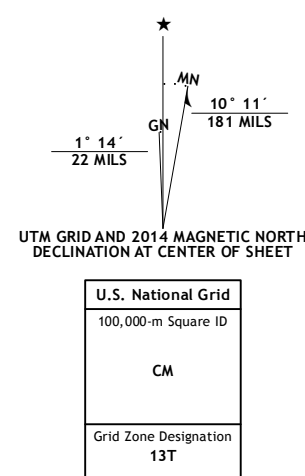 ★
MN
GN
10° 11´
181 MILS
1° 14´
22 MILS
UTM GRID AND 2014 MAGNETIC NORTH
DECLINATION AT CENTER OF SHEET
U.S. National Grid
100,000-m Square ID
CM
Grid Zone Designation
13T